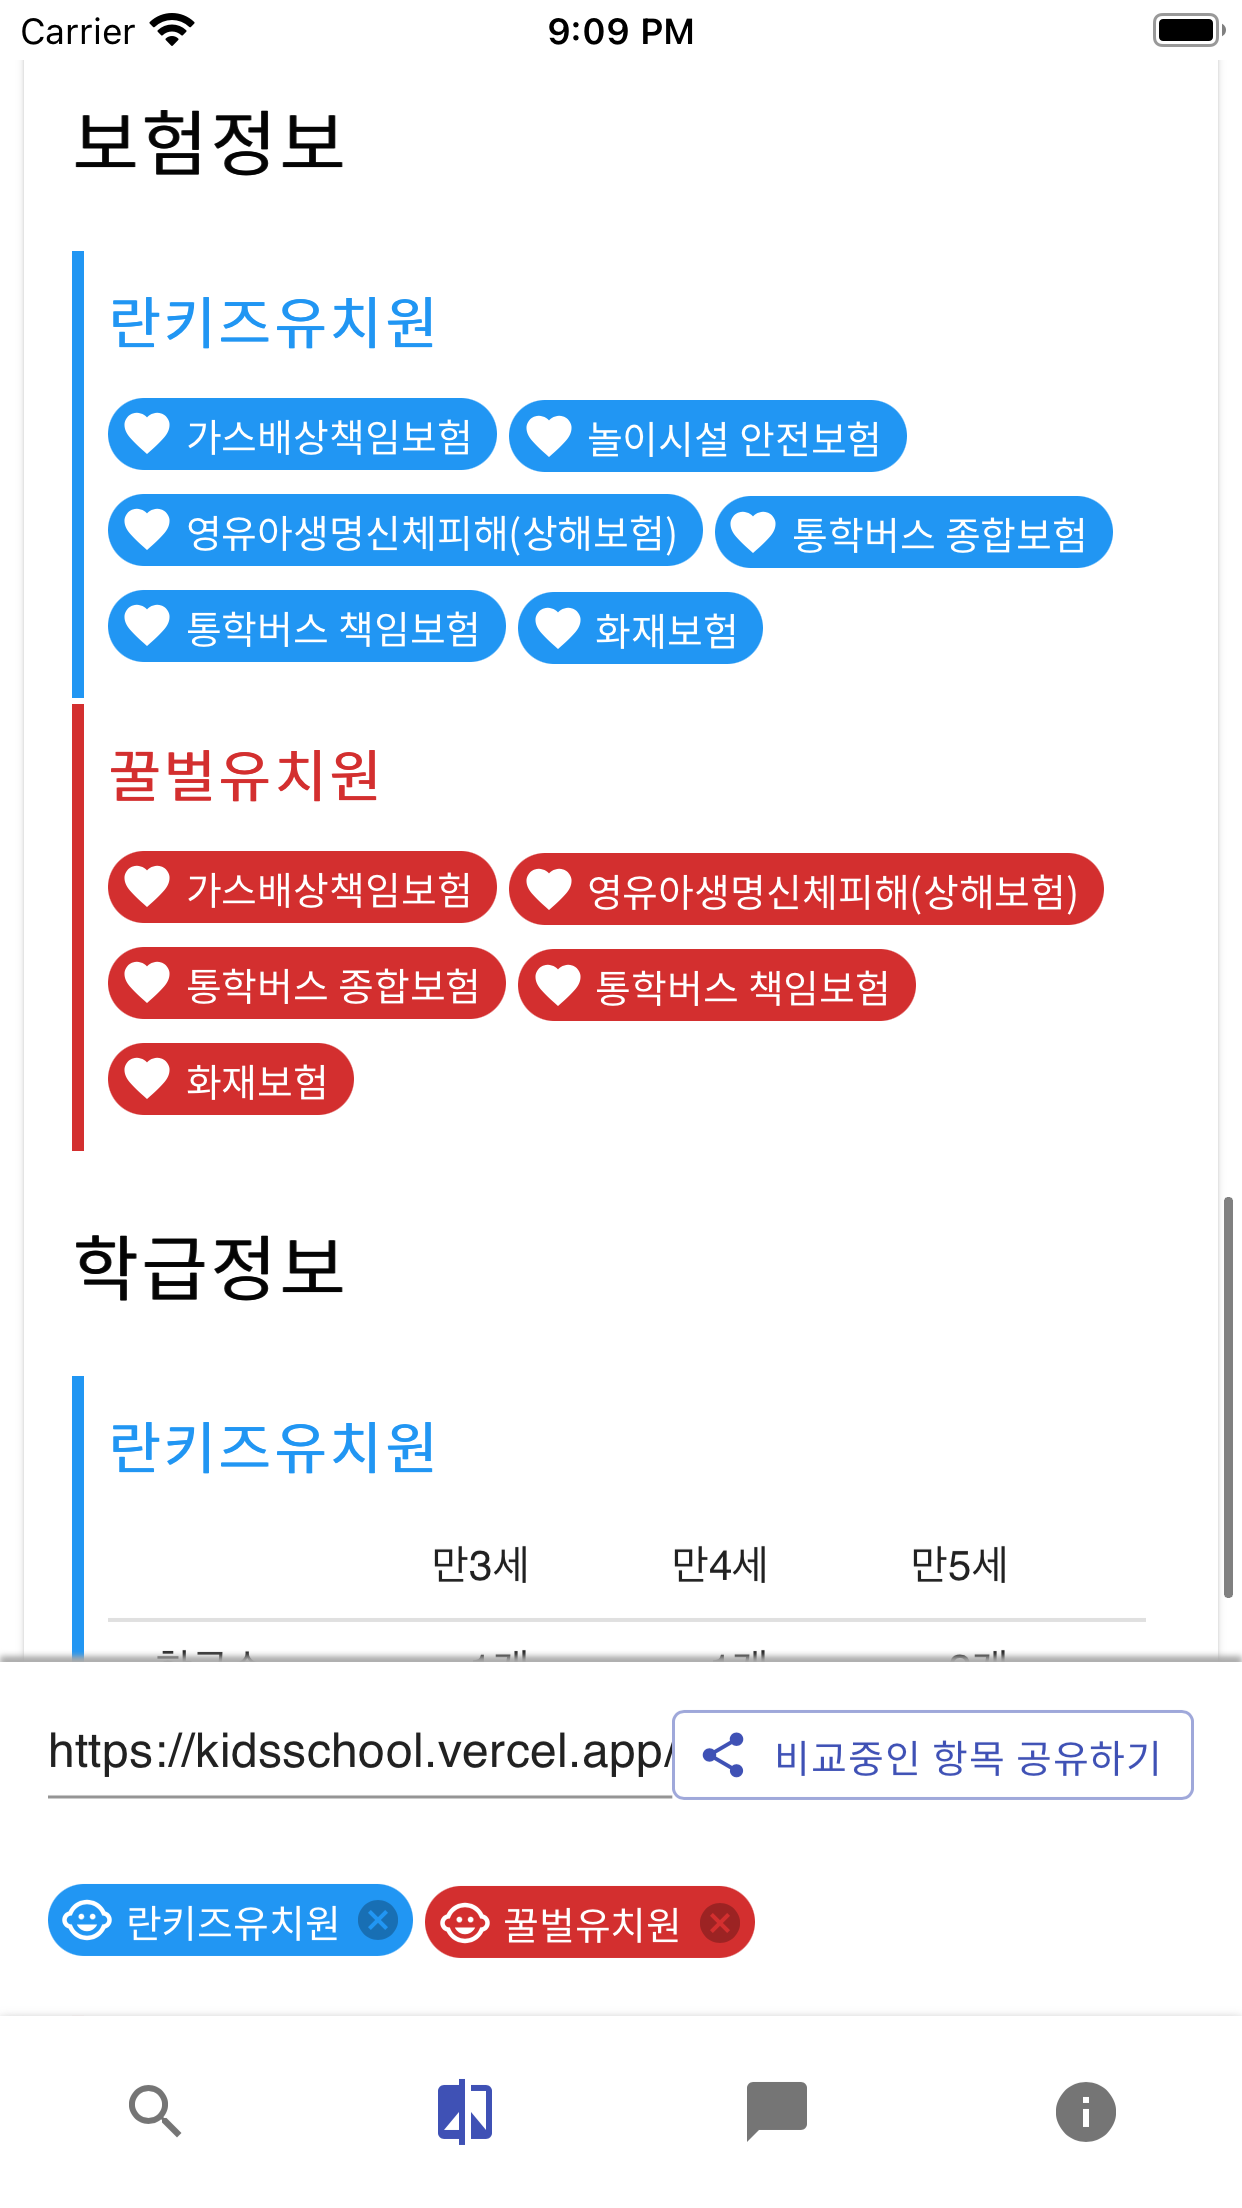 Carrier 9:09 PM
보험정보
란키즈유치원
가스배상책임보험 놀이시설 안전보험
영유아생명신체피해(상해보험) 통학버스 종합보험
통학버스 책임보험 화재보험
꿀벌유치원
가스배상책임보험 영유아생명신체피해(상해보험)
통학버스 종합보험 통학버스 책임보험
화재보험
학급정보
란키즈유치원
만3세 만4세 만5세
https://kidsschool.vercel.app/ 비교중인 항목 공유하기
란키즈유치원 꿀벌유치원